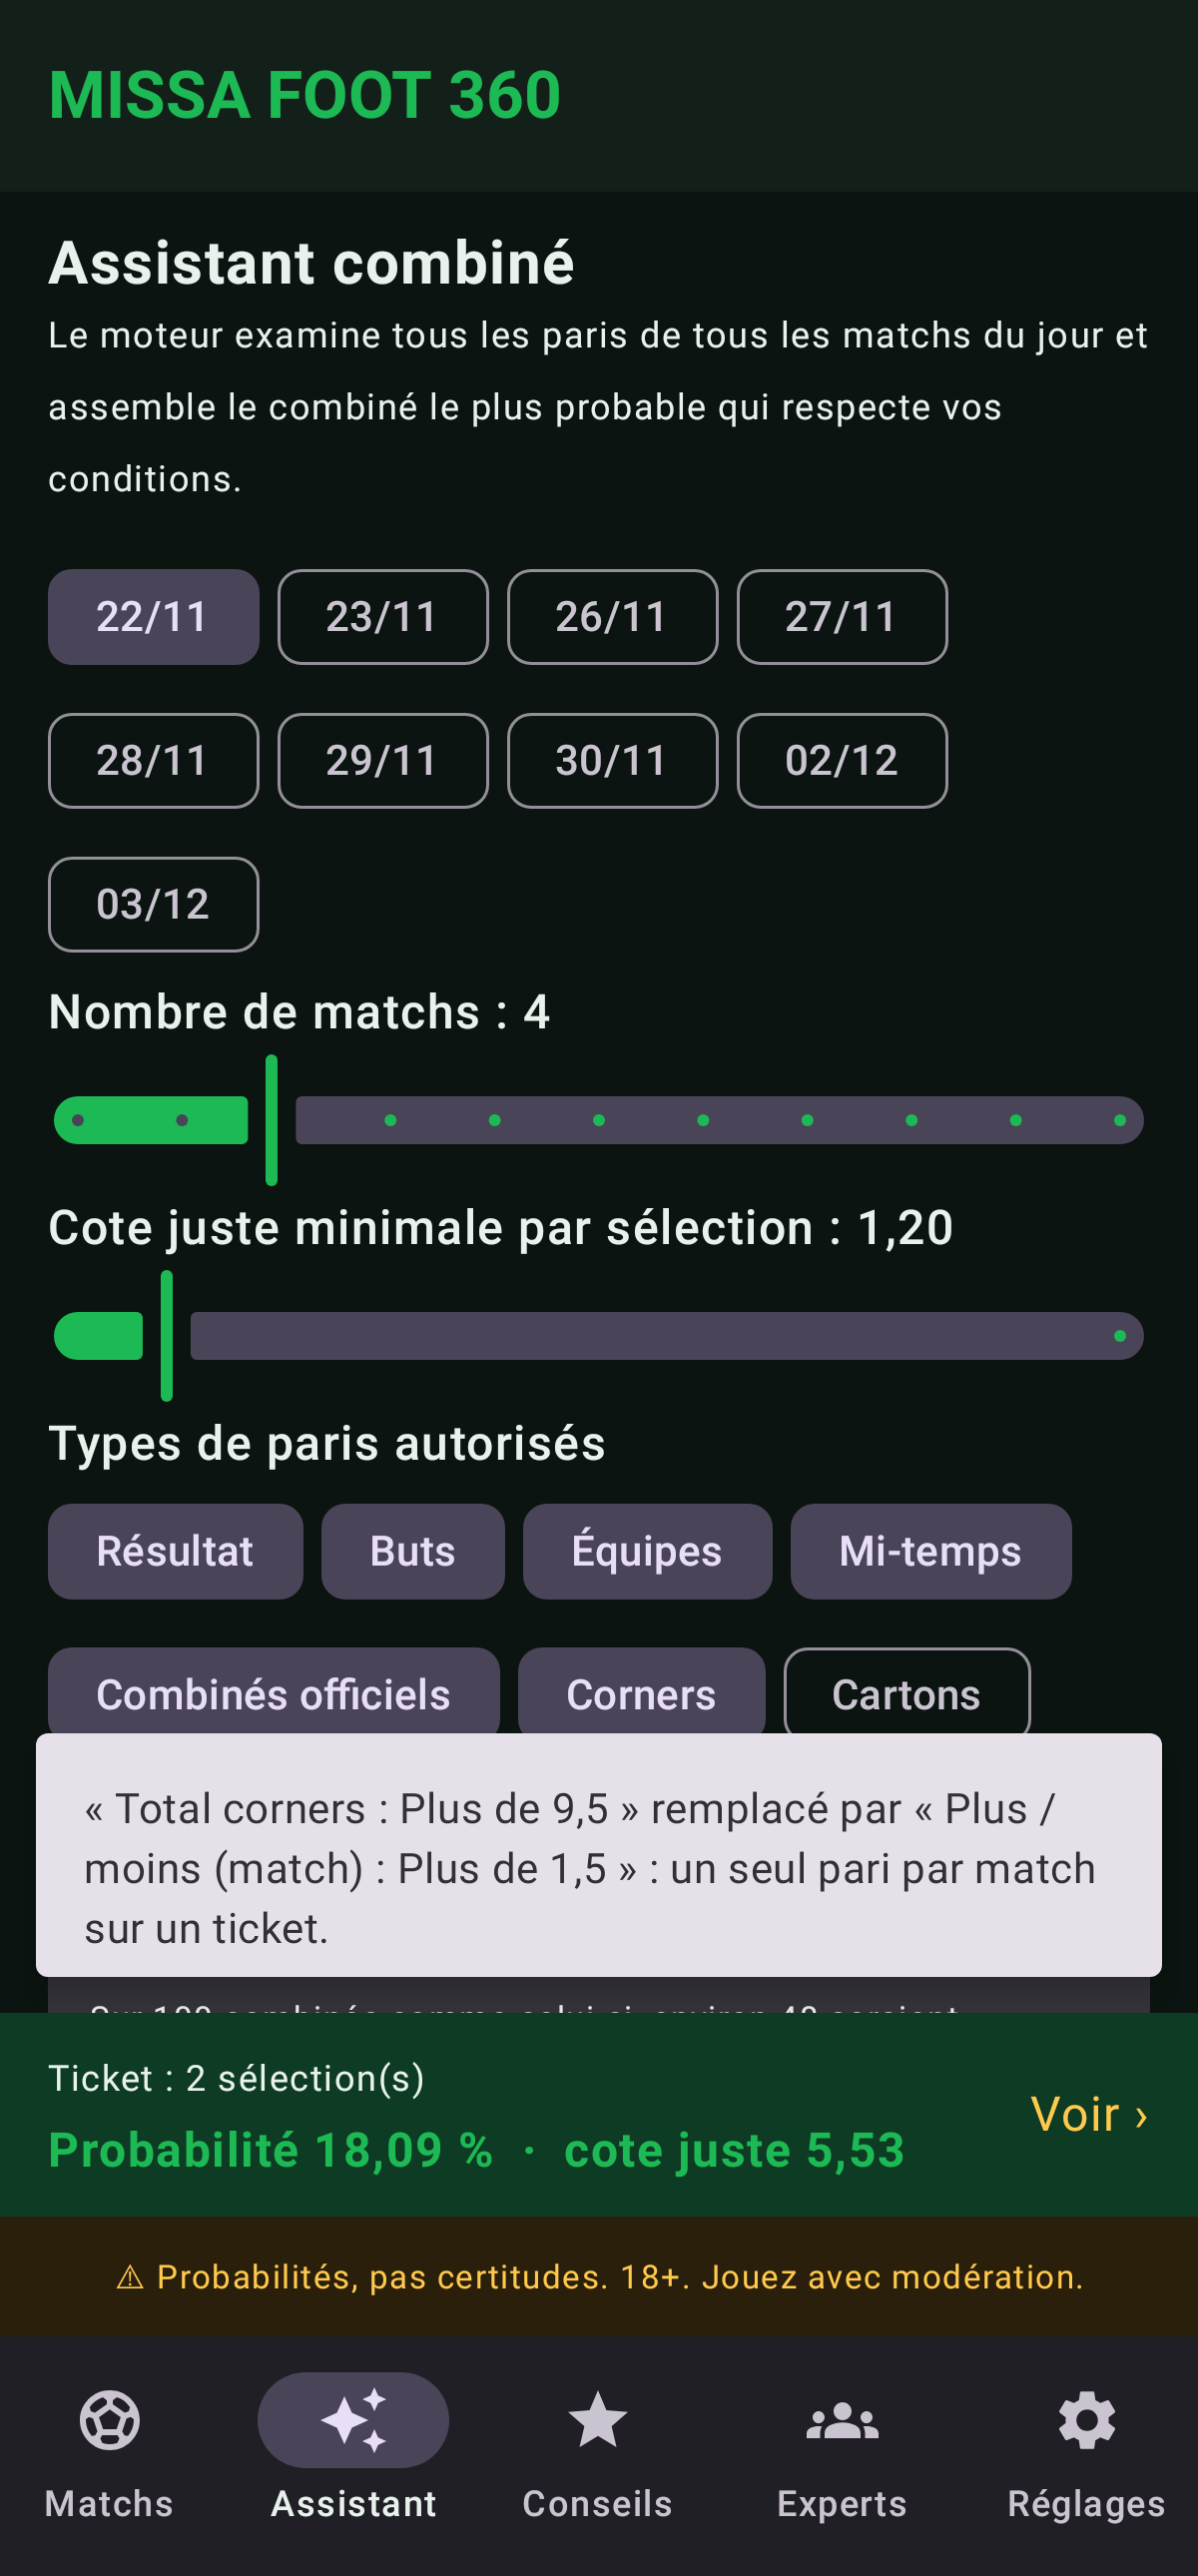 MISSA FOOT 360
Assistant combiné
Le moteur examine tous les paris de tous les matchs du jour et
assemble le combiné le plus probable qui respecte vos
conditions.
22/11 23/11 26/11 27/11
28/11 29/11 30/11 02/12
03/12
Nombre de matchs : 4
Cote juste minimale par sélection : 1,20
Types de paris autorisés
Résultat Buts Équipes Mi-temps
Combinés officiels Corners Cartons
« Total corners : Plus de 9,5 » remplacé par « Plus /
moins (match) : Plus de 1,5 » : un seul pari par match
sur un ticket.
Ticket : 2 sélection(s)
Probabilité 18,09 % · cote juste 5,53
Voir ›
⚠ Probabilités, pas certitudes. 18+. Jouez avec modération.
Matchs Assistant Conseils Experts Réglages